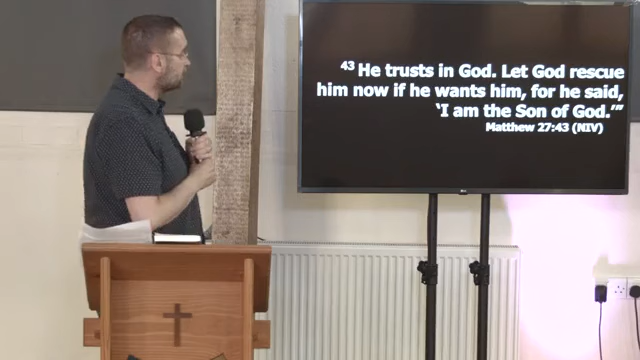 ⁴³ He trusts in God. Let God rescue
him now if he wants him, for he said,
‘I am the Son of God.’”
Matthew 27:43 (NIV)